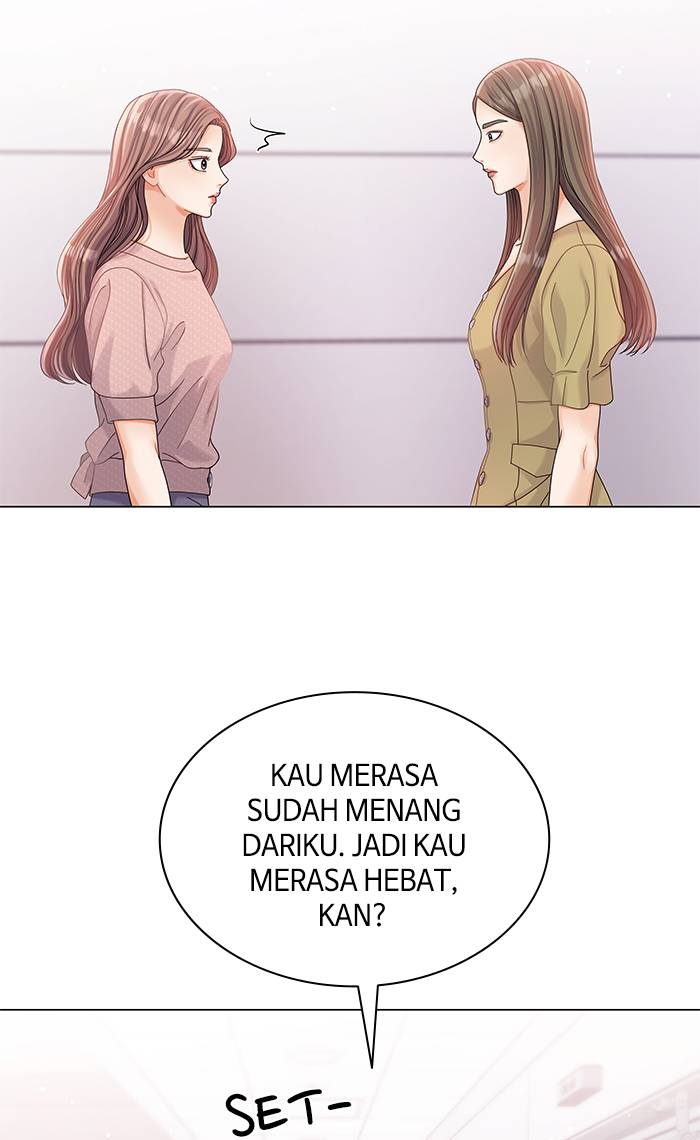 KAU MERASA
SUDAH MENANG
DARIKU. JADI KAU
MERASA HEBAT,
KAN?
SET-